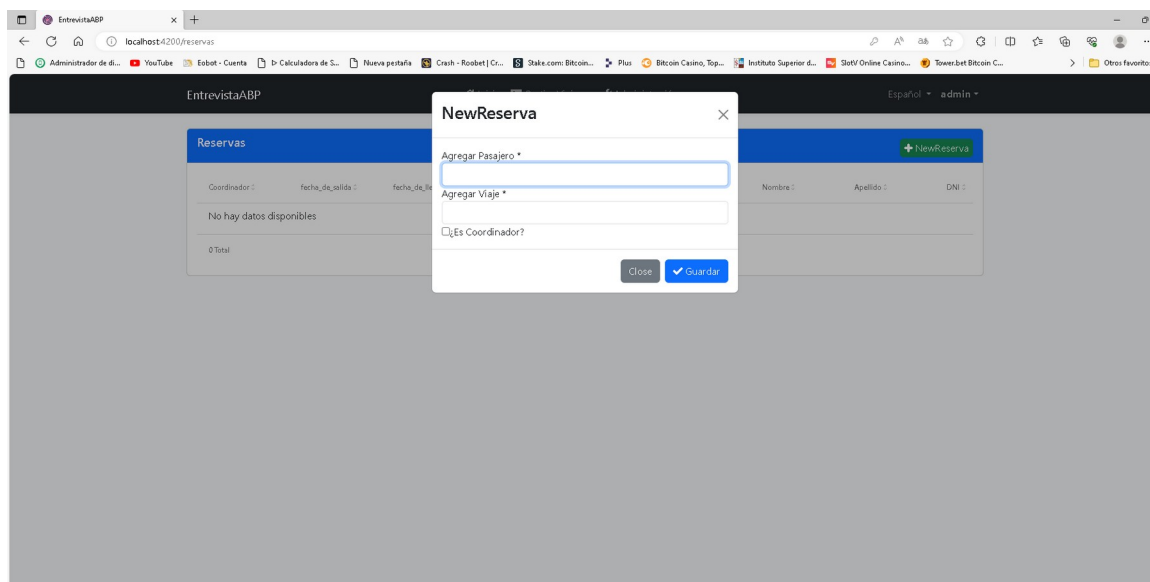 EntrevistaABP
localhost:4200/reservas
Administrador de di... YouTube Eobot - Cuenta Calculadora de S... Nueva pestaña Crash - Roobet | Cr... Stake.com: Bitcoin... Plus Bitcoin Casino, Top... Instituto Superior d... SlotV Online Casino... Tower.bet Bitcoin C... Otros favoritos
EntrevistaABP Español admin
NewReserva
Reservas NewReserva
Agregar Pasajero *
Coordinador fecha_de_salida fecha_de_lle Nombre Apellido DNI
Agregar Viaje *
No hay datos disponibles
¿Es Coordinador?
0 Total
Close Guardar